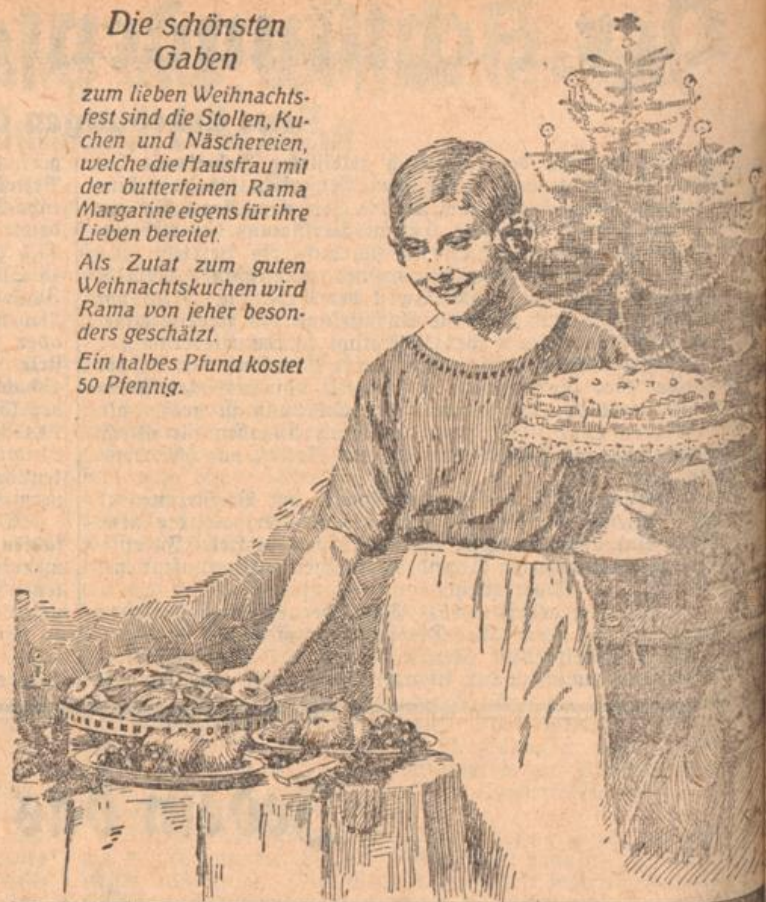 Die schönsten
Gaben
zum lieben Weihnachts-
fest sind die Stollen, Ku-
chen und Näschereien,
welche die Hausfrau mit
der butterfeinen Rama
Margarine eigens für ihre
Lieben bereitet.
Als Zutat zum guten
Weihnachtskuchen wird
Rama von jeher beson-
ders geschätzt.
Ein halbes Pfund kostet
50 Pfennig.